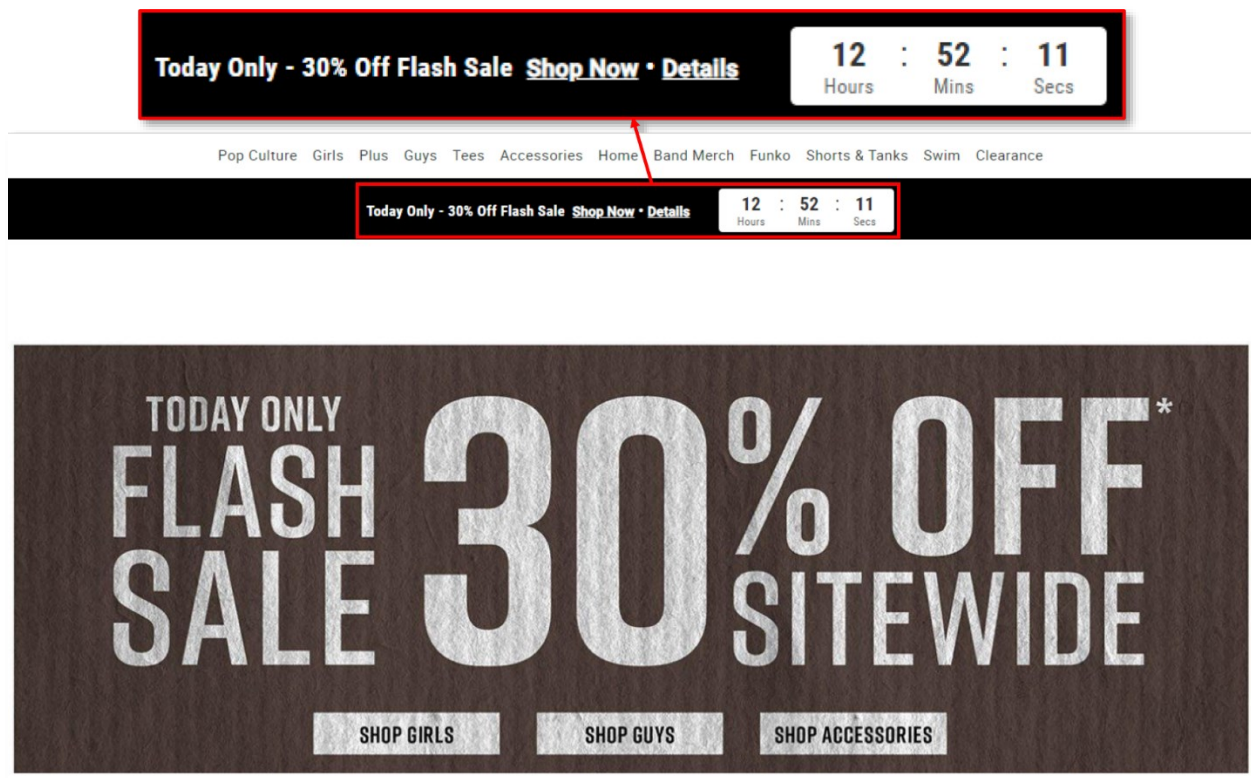 Today Only - 30% Off Flash Sale Shop Now • Details 12 : 52 : 11
Hours Mins Secs
Pop Culture Girls Plus Guys Tees Accessories Home Band Merch Funko Shorts & Tanks Swim Clearance
Today Only - 30% Off Flash Sale Shop Now • Details 12 : 52 : 11
Hours Mins Secs
TODAY ONLY
FLASH
SALE
30% OFF*
SITEWIDE
SHOP GIRLS SHOP GUYS SHOP ACCESSORIES